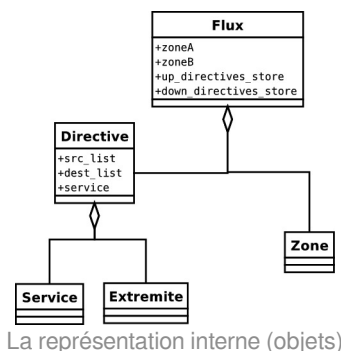 Flux
+zoneA
+zoneB
+up_directives_store
+down_directives_store
Directive
+src_list
+dest_list
+service
Zone
Service
Extremite
La représentation interne (objets)